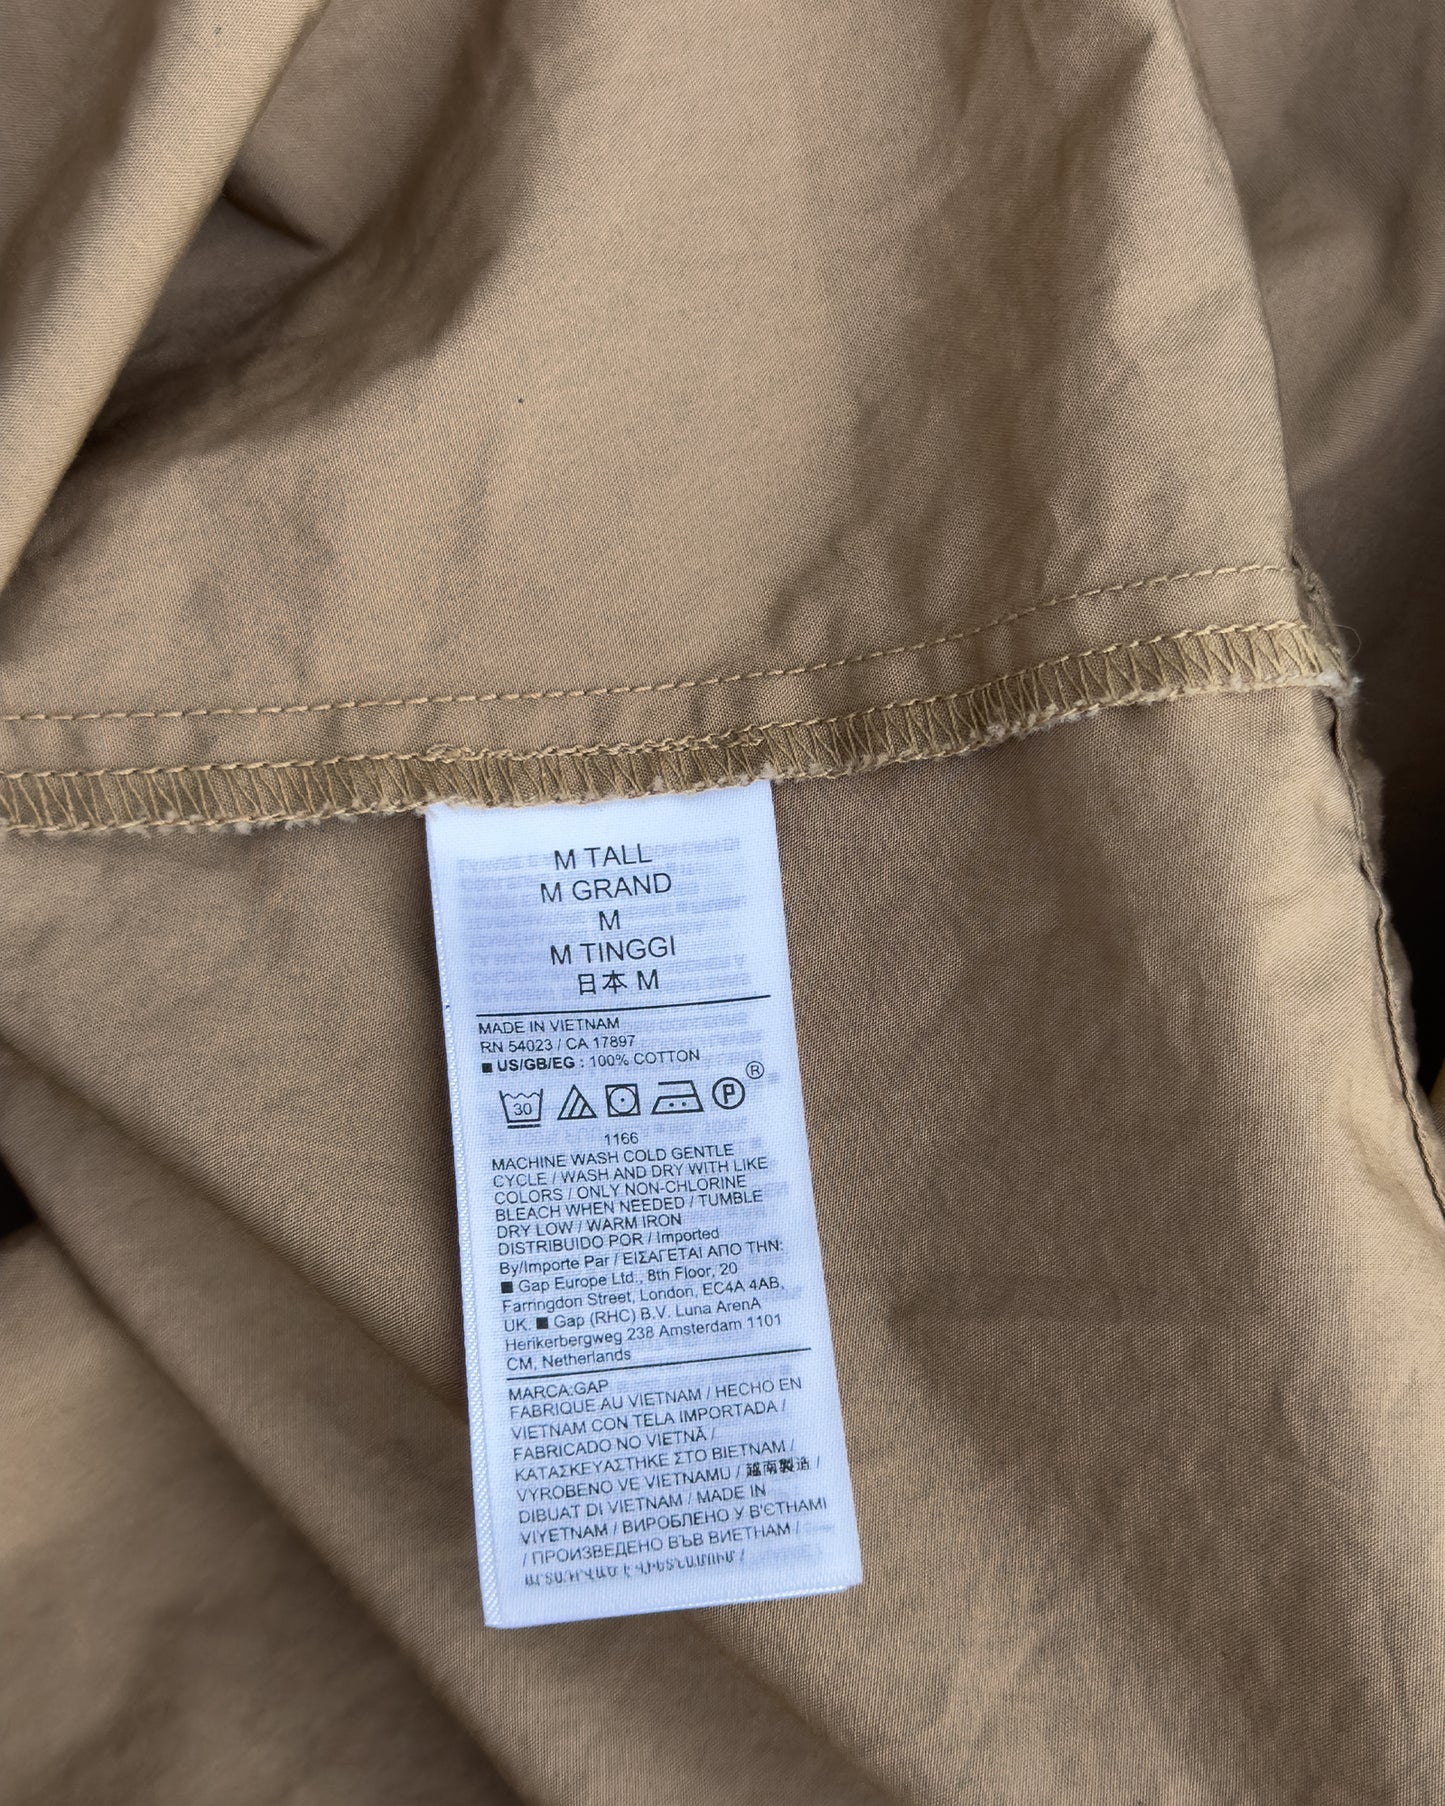 M TALL
M GRAND
M
M TINGGI
日本 M
MADE IN VIETNAM
RN 54023 / CA 17897
■ US/GB/EG : 100% COTTON
30 P ®
1166
MACHINE WASH COLD GENTLE
CYCLE / WASH AND DRY WITH LIKE
COLORS / ONLY NON-CHLORINE
BLEACH WHEN NEEDED / TUMBLE
DRY LOW / WARM IRON
DISTRIBUIDO POR / Imported
By/Importe Par / ΕΙΣΑΓΕΤΑΙ ΑΠΟ ΤΗΝ:
■ Gap Europe Ltd., 8th Floor, 20
Farringdon Street, London, EC4A 4AB,
UK. ■ Gap (RHC) B.V. Luna ArenA
Herikerbergweg 238 Amsterdam 1101
CM, Netherlands
MARCA:GAP
FABRIQUE AU VIETNAM / HECHO EN
VIETNAM CON TELA IMPORTADA /
FABRICADO NO VIETNÃ /
ΚΑΤΑΣΚΕΥΑΣΤΗΚΕ ΣΤΟ ΒΙΕΤΝΑΜ /
VYROBENO VE VIETNAMU / 越南製造 /
DIBUAT DI VIETNAM / MADE IN
VIYETNAM / ВИРОБЛЕНО У В'ЄТНАМІ
/ ПРОИЗВЕДЕНО ВЪВ ВИЕТНАМ /